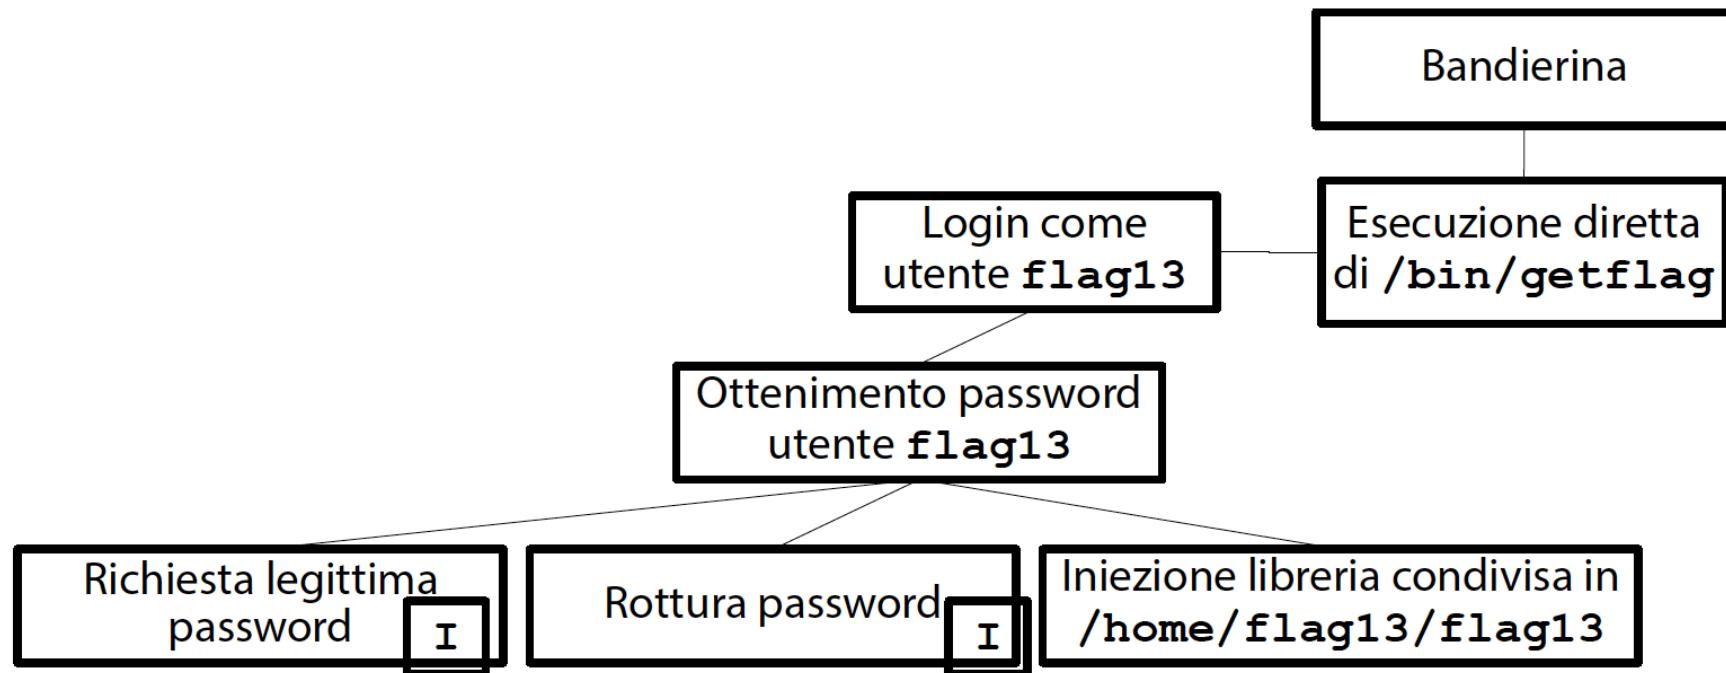 Bandierina
Login come
utente flag13
Esecuzione diretta
di /bin/getflag
Ottenimento password
utente flag13
Richiesta legittima
password
I
Rottura password
I
Iniezione libreria condivisa in
/home/flag13/flag13